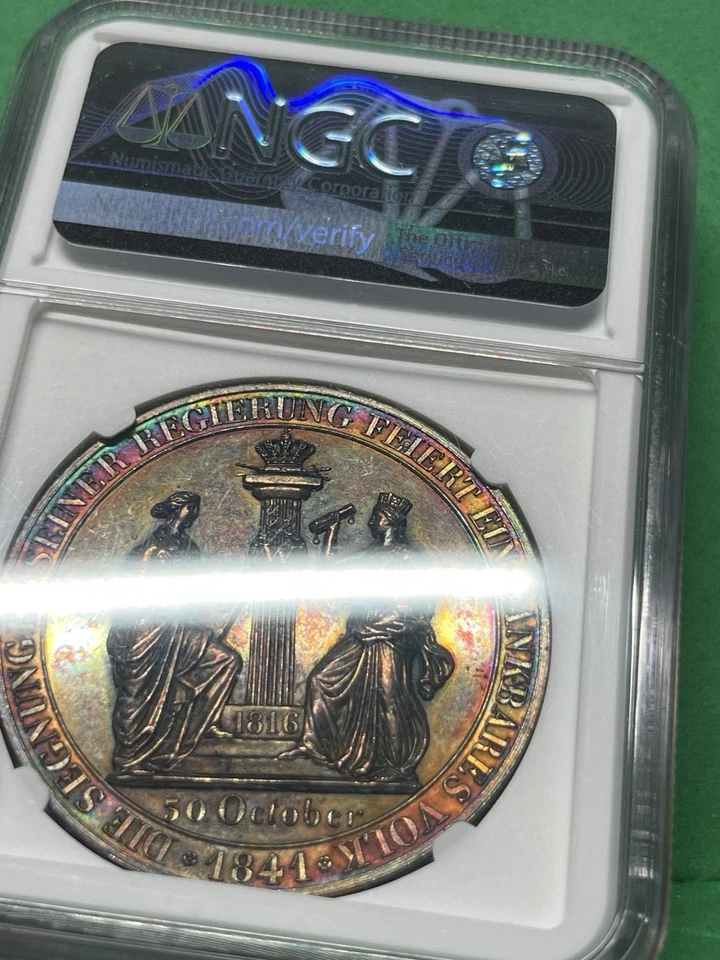 NGC
Numismatic Guaranty Corporation
.com/verify
DIE SEGNUNG SEINER REGIERUNG FEIERT EIN DANKBARES VOLK
1816
30 October
* 1841 *